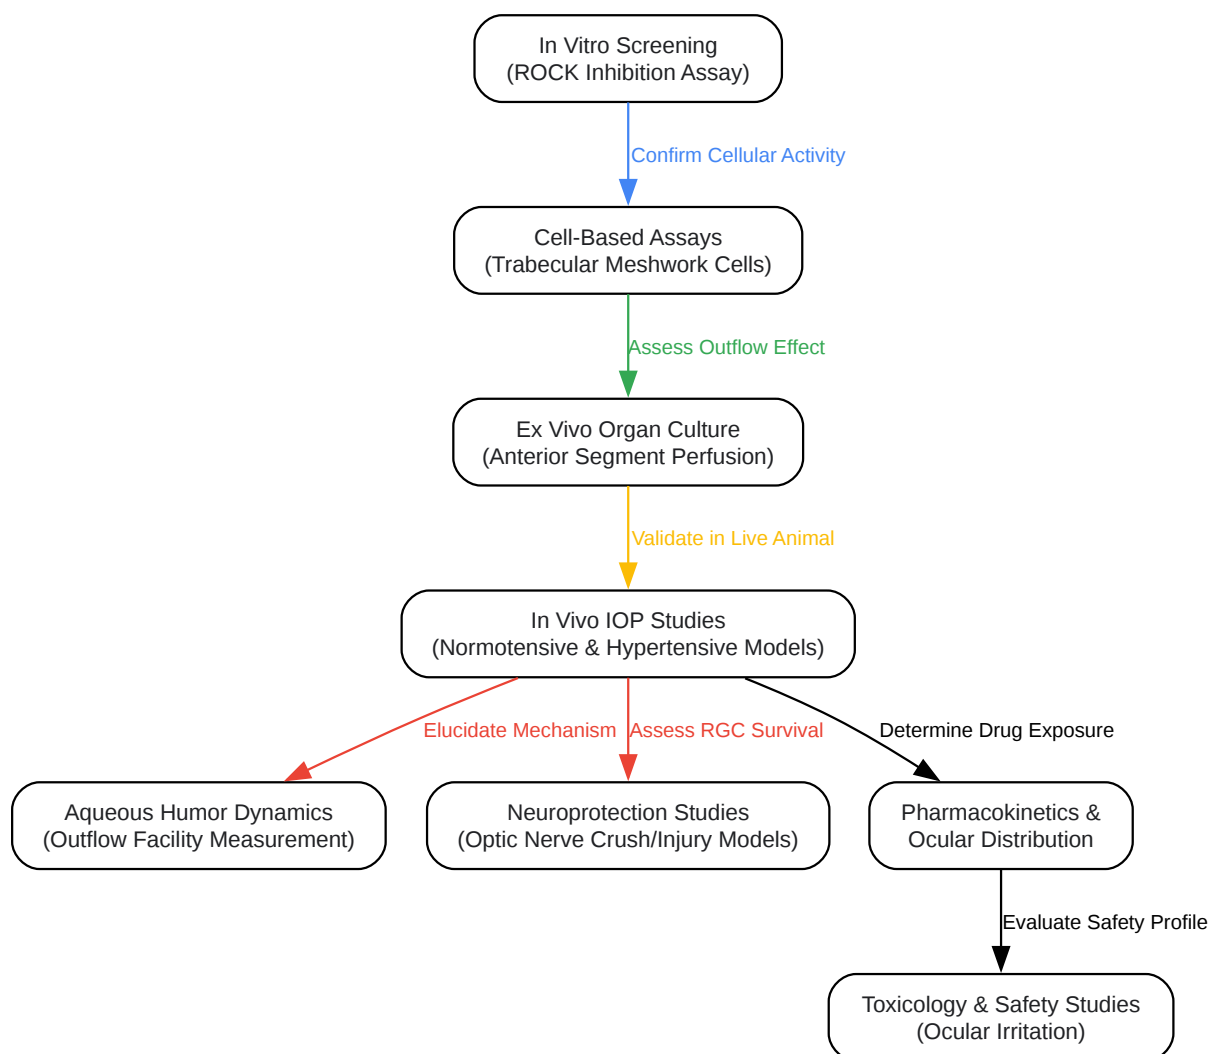 In Vitro Screening
(ROCK Inhibition Assay)
Confirm Cellular Activity
Cell-Based Assays
(Trabecular Meshwork Cells)
Assess Outflow Effect
Ex Vivo Organ Culture
(Anterior Segment Perfusion)
Validate in Live Animal
In Vivo IOP Studies
(Normotensive & Hypertensive Models)
Elucidate Mechanism
Assess RGC Survival
Determine Drug Exposure
Aqueous Humor Dynamics
(Outflow Facility Measurement)
Neuroprotection Studies
(Optic Nerve Crush/Injury Models)
Pharmacokinetics &
Ocular Distribution
Evaluate Safety Profile
Toxicology & Safety Studies
(Ocular Irritation)